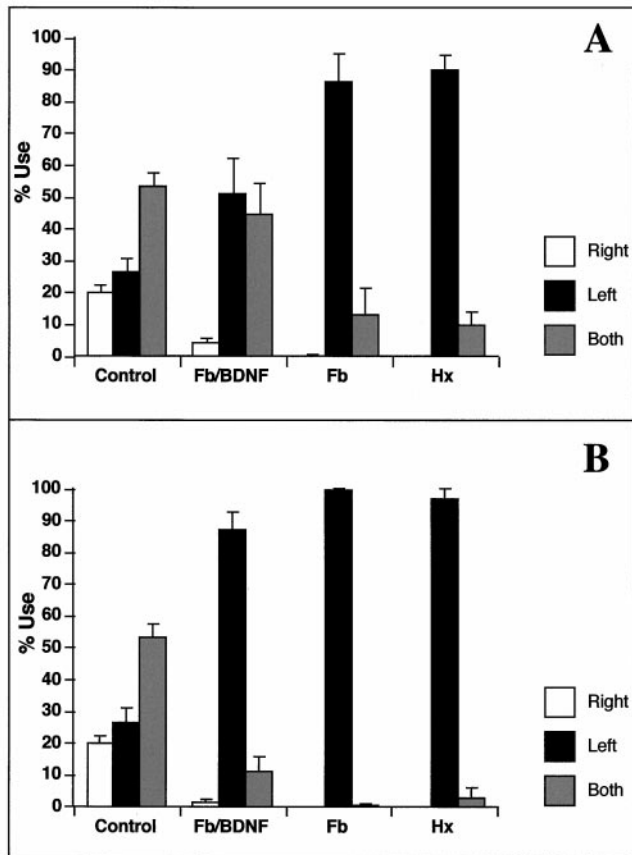 A
100
90
80
70
60
50
40
30
20
10
0
% Use
Control Fb/BDNF Fb Hx
Right
Left
Both
B
100
90
80
70
60
50
40
30
20
10
0
% Use
Control Fb/BDNF Fb Hx
Right
Left
Both